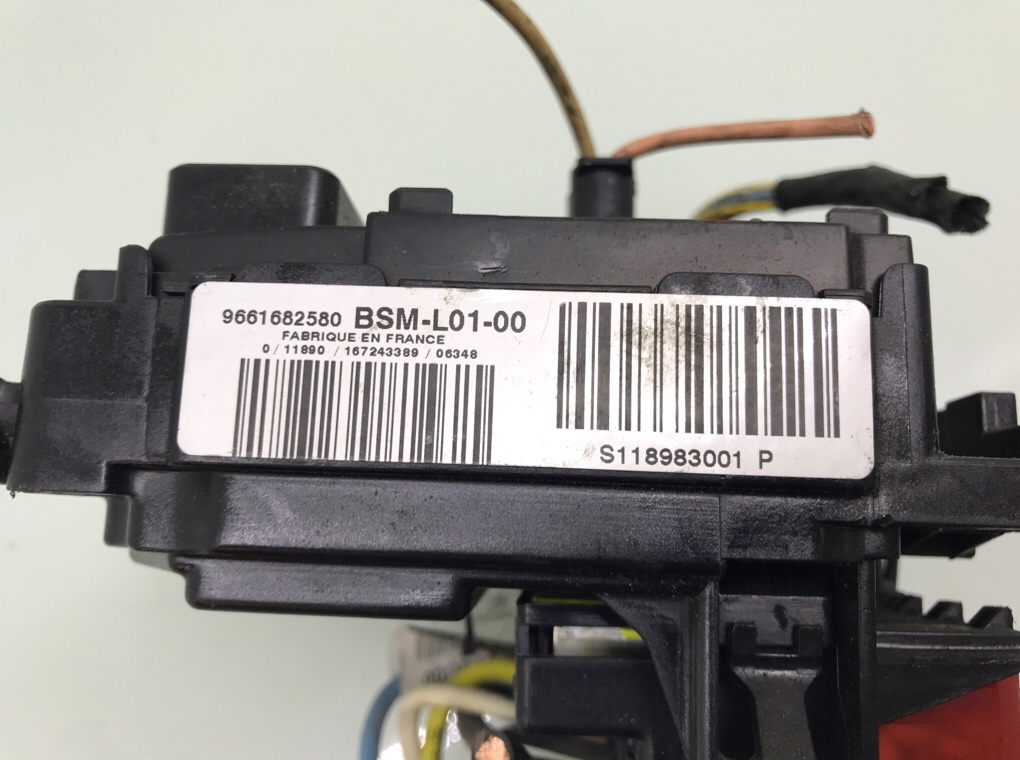 9661682580 BSM-L01-00
FABRIQUE EN FRANCE
0/11890 /167243389 /06348
S118983001 P